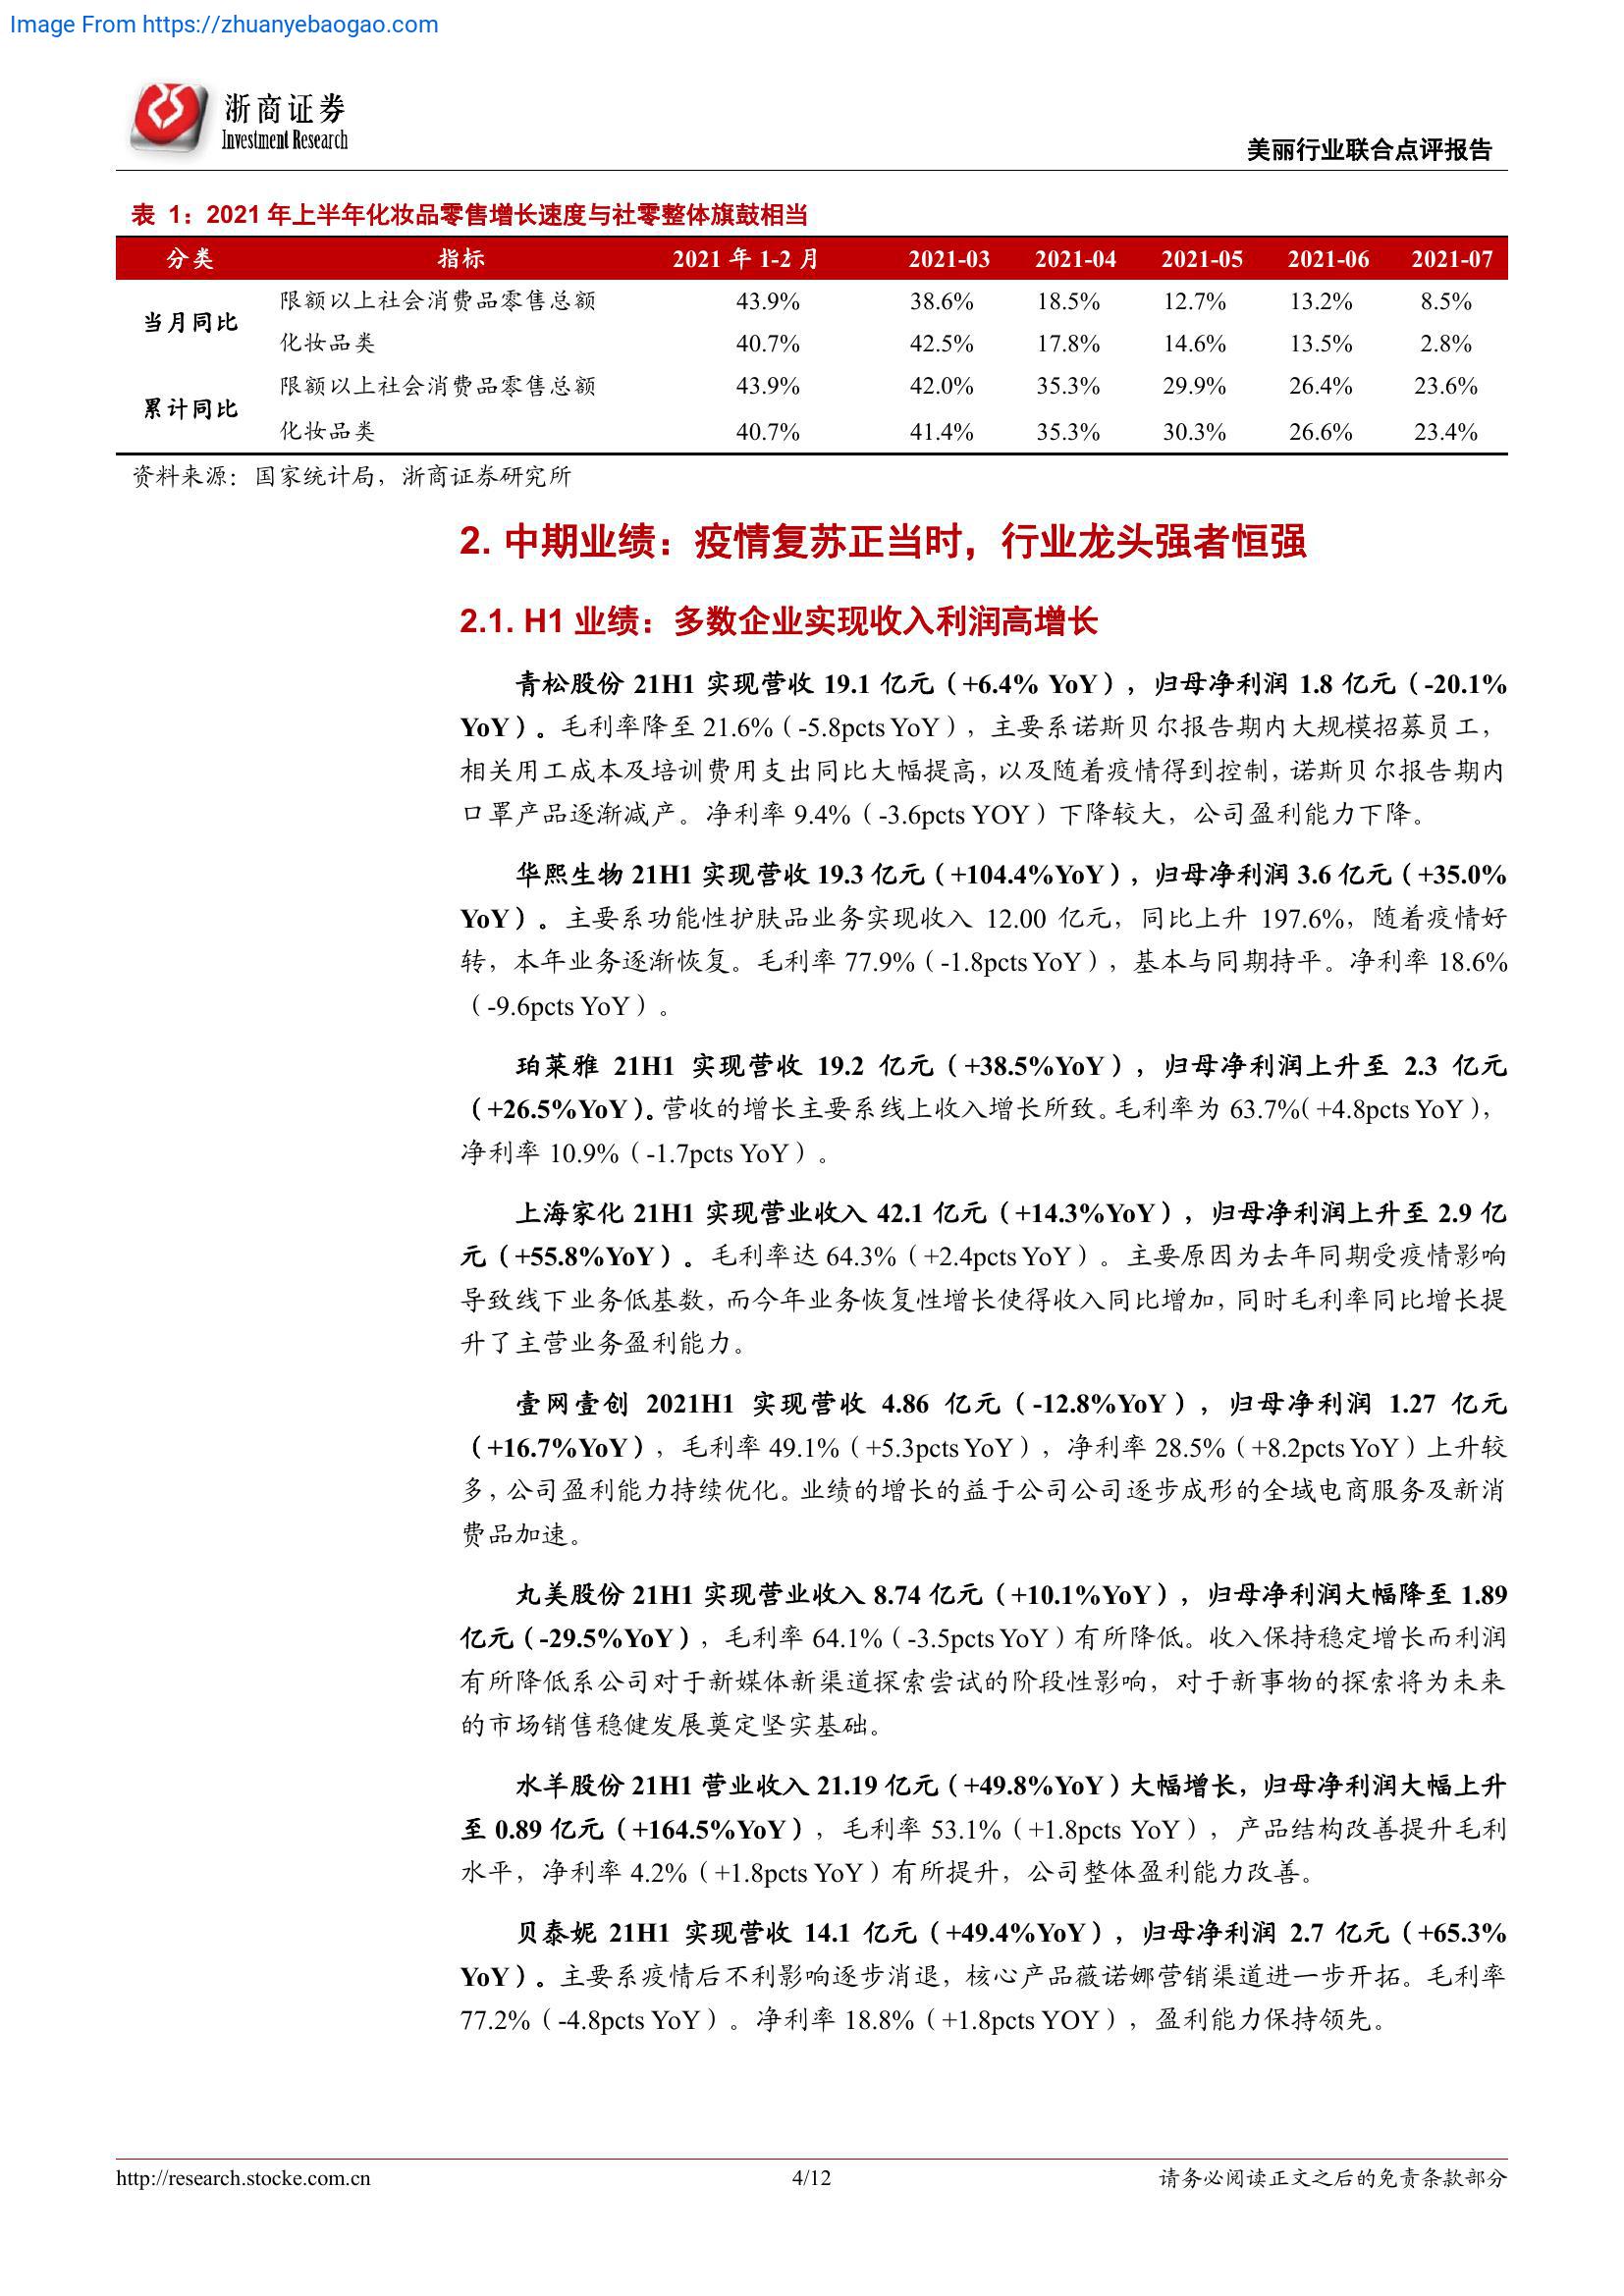 Image From https://zhuanyebaogao.com
浙商证券
Investment Research
美丽行业联合点评报告
表 1：2021 年上半年化妆品零售增长速度与社零整体旗鼓相当
分类 指标 2021 年 1-2 月 2021-03 2021-04 2021-05 2021-06 2021-07
当月同比 限额以上社会消费品零售总额 43.9% 38.6% 18.5% 12.7% 13.2% 8.5%
化妆品类 40.7% 42.5% 17.8% 14.6% 13.5% 2.8%
累计同比 限额以上社会消费品零售总额 43.9% 42.0% 35.3% 29.9% 26.4% 23.6%
化妆品类 40.7% 41.4% 35.3% 30.3% 26.6% 23.4%
资料来源：国家统计局，浙商证券研究所
2. 中期业绩：疫情复苏正当时，行业龙头强者恒强
2.1. H1 业绩：多数企业实现收入利润高增长
青松股份 21H1 实现营收 19.1 亿元（+6.4% YoY），归母净利润 1.8 亿元（-20.1%
YoY）。毛利率降至 21.6%（-5.8pcts YoY），主要系诺斯贝尔报告期内大规模招募员工，
相关用工成本及培训费用支出同比大幅提高，以及随着疫情得到控制，诺斯贝尔报告期内
口罩产品逐渐减产。净利率 9.4%（-3.6pcts YOY）下降较大，公司盈利能力下降。
华熙生物 21H1 实现营收 19.3 亿元（+104.4%YoY），归母净利润 3.6 亿元（+35.0%
YoY）。主要系功能性护肤品业务实现收入 12.00 亿元，同比上升 197.6%，随着疫情好
转，本年业务逐渐恢复。毛利率 77.9%（-1.8pcts YoY），基本与同期持平。净利率 18.6%
（-9.6pcts YoY）。
珀莱雅 21H1 实现营收 19.2 亿元（+38.5%YoY），归母净利润上升至 2.3 亿元
（+26.5%YoY）。营收的增长主要系线上收入增长所致。毛利率为 63.7%（+4.8pcts YoY），
净利率 10.9%（-1.7pcts YoY）。
上海家化 21H1 实现营业收入 42.1 亿元（+14.3%YoY），归母净利润上升至 2.9 亿
元（+55.8%YoY）。毛利率达 64.3%（+2.4pcts YoY）。主要原因为去年同期受疫情影响
导致线下业务低基数，而今年业务恢复性增长使得收入同比增加，同时毛利率同比增长提
升了主营业务盈利能力。
壹网壹创 2021H1 实现营收 4.86 亿元（-12.8%YoY），归母净利润 1.27 亿元
（+16.7%YoY），毛利率 49.1%（+5.3pcts YoY），净利率 28.5%（+8.2pcts YoY）上升较
多，公司盈利能力持续优化。业绩的增长的益于公司公司逐步成形的全域电商服务及新消
费品加速。
丸美股份 21H1 实现营业收入 8.74 亿元（+10.1%YoY），归母净利润大幅降至 1.89
亿元（-29.5%YoY），毛利率 64.1%（-3.5pcts YoY）有所降低。收入保持稳定增长而利润
有所降低系公司对于新媒体新渠道探索尝试的阶段性影响，对于新事物的探索将为未来
的市场销售稳健发展奠定坚实基础。
水羊股份 21H1 营业收入 21.19 亿元（+49.8%YoY）大幅增长，归母净利润大幅上升
至 0.89 亿元（+164.5%YoY），毛利率 53.1%（+1.8pcts YoY），产品结构改善提升毛利
水平，净利率 4.2%（+1.8pcts YoY）有所提升，公司整体盈利能力改善。
贝泰妮 21H1 实现营收 14.1 亿元（+49.4%YoY），归母净利润 2.7 亿元（+65.3%
YoY）。主要系疫情后不利影响逐步消退，核心产品薇诺娜营销渠道进一步开拓。毛利率
77.2%（-4.8pcts YoY）。净利率 18.8%（+1.8pcts YOY），盈利能力保持领先。
http://research.stocke.com.cn 4/12 请务必阅读正文之后的免责条款部分